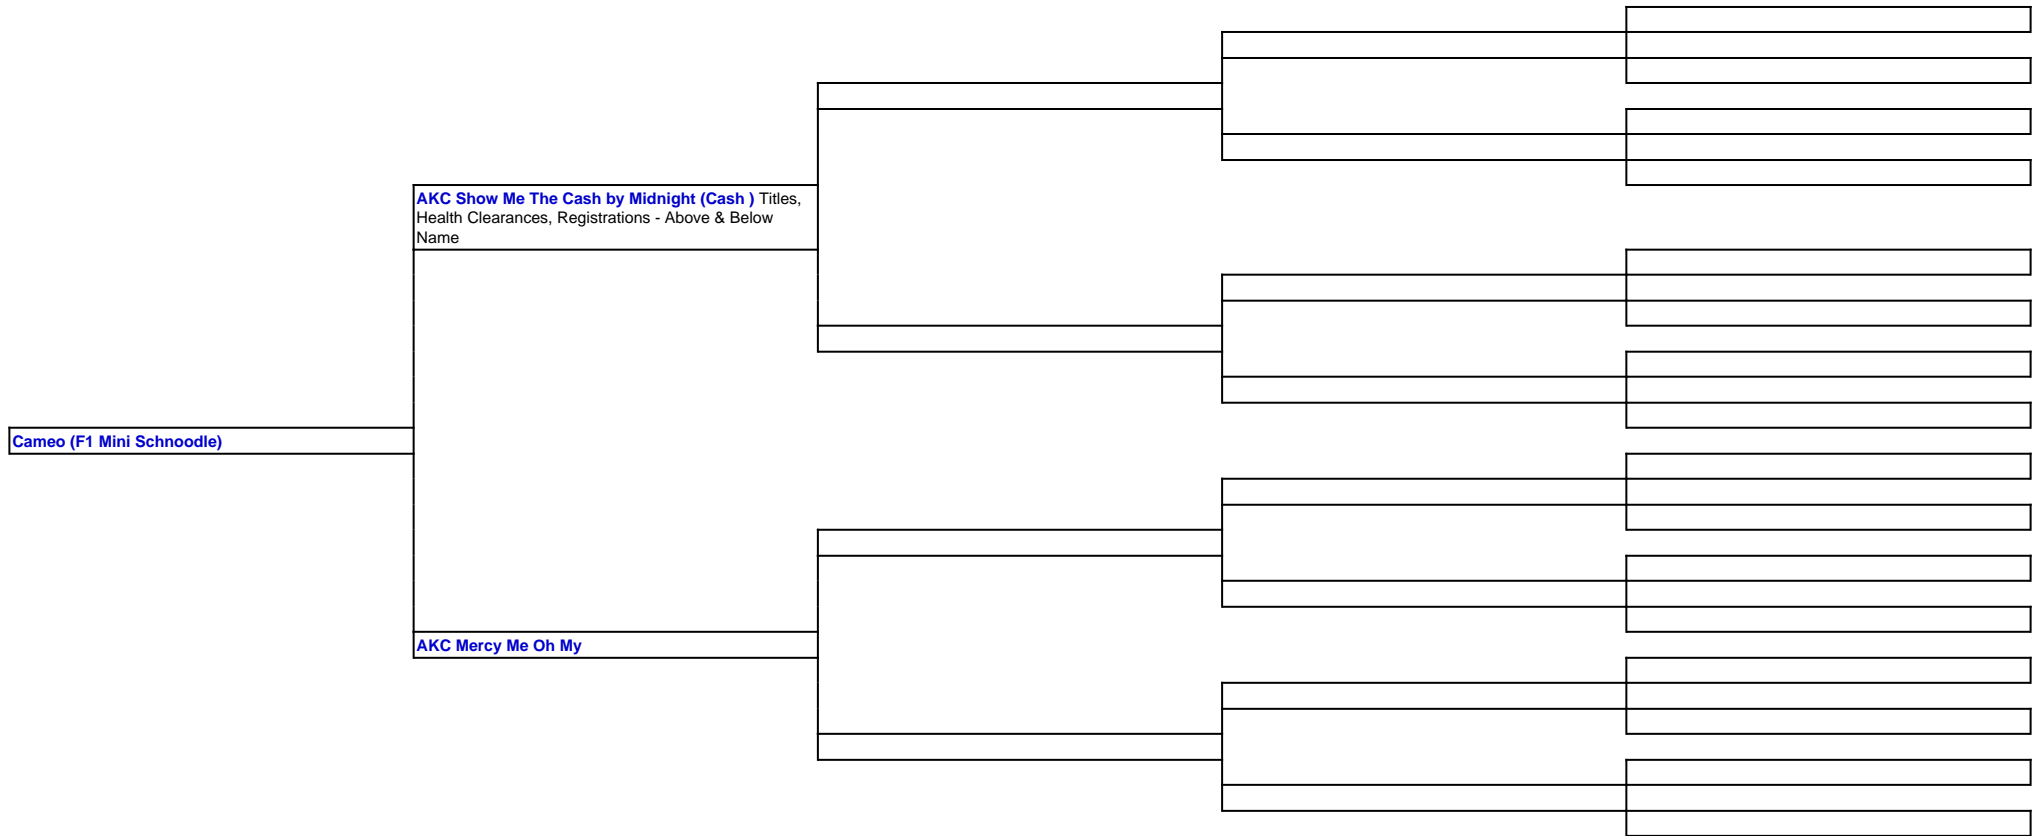 AKC Show Me The Cash by Midnight (Cash ) Titles,
Health Clearances, Registrations - Above & Below
Name
Cameo (F1 Mini Schnoodle)
AKC Mercy Me Oh My